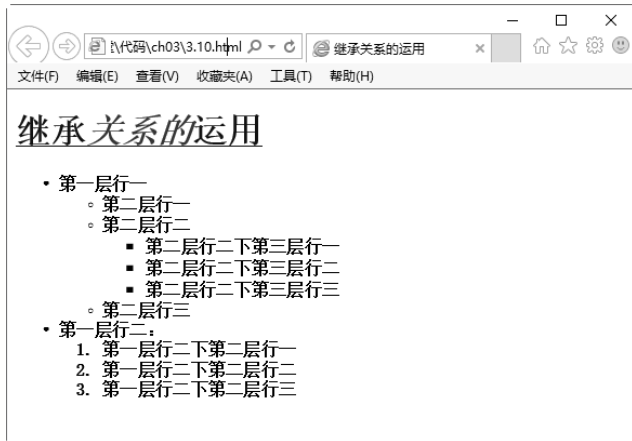 :\代码\ch03\3.10.html
继承关系的运用
文件(F) 编辑(E) 查看(V) 收藏夹(A) 工具(T) 帮助(H)
继承关系的运用
• 第一层行一
○ 第二层行一
○ 第二层行二
■ 第二层行二下第三层行一
■ 第二层行二下第三层行二
■ 第二层行二下第三层行三
○ 第二层行三
• 第一层行二：
1. 第一层行二下第二层行一
2. 第一层行二下第二层行二
3. 第一层行二下第二层行三